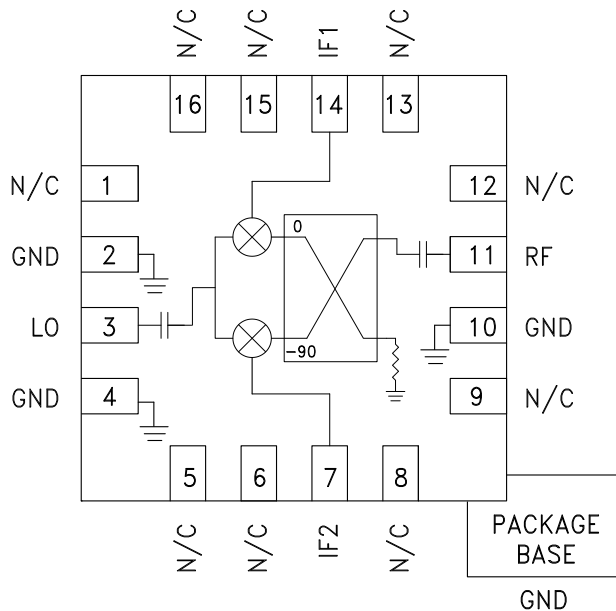 N/C
N/C
IF1
N/C
16
15
14
13
N/C
1
12
N/C
GND
2
0
11
RF
LO
3
10
GND
-90
GND
4
9
N/C
5
6
7
8
N/C
N/C
IF2
N/C
PACKAGE
BASE
GND